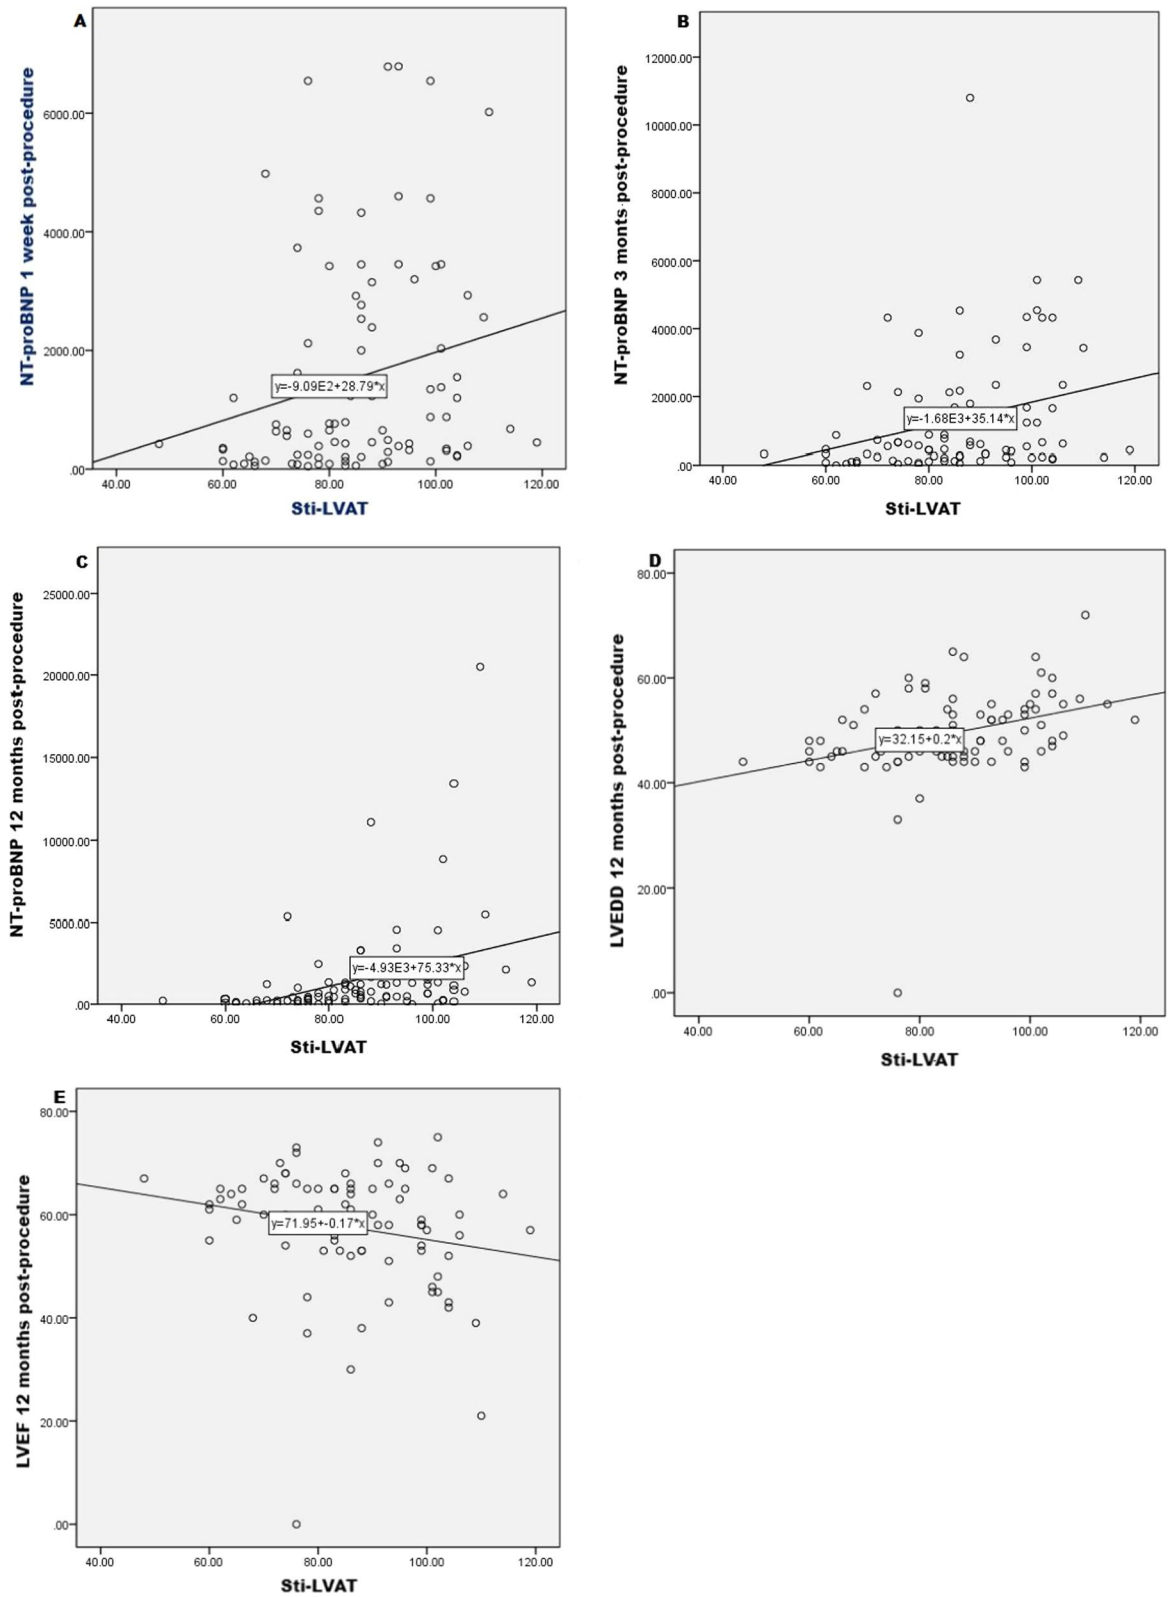 A
NT-proBNP 1 week post-procedure
6000.00
4000.00
2000.00
.00
y=-9.09E2+28.79*x
40.00 60.00 80.00 100.00 120.00
Sti-LVAT
B
NT-proBNP 3 monts post-procedure
12000.00
10000.00
8000.00
6000.00
4000.00
2000.00
.00
y=-1.68E3+35.14*x
40.00 60.00 80.00 100.00 120.00
Sti-LVAT
C
NT-proBNP 12 months post-procedure
25000.00
20000.00
15000.00
10000.00
5000.00
.00
y=-4.93E3+75.33*x
40.00 60.00 80.00 100.00 120.00
Sti-LVAT
D
LVEDD 12 months post-procedure
80.00
60.00
40.00
20.00
.00
y=32.15+0.2*x
40.00 60.00 80.00 100.00 120.00
Sti-LVAT
E
LVEF 12 months post-procedure
80.00
60.00
40.00
20.00
.00
y=71.95+-0.17*x
40.00 60.00 80.00 100.00 120.00
Sti-LVAT